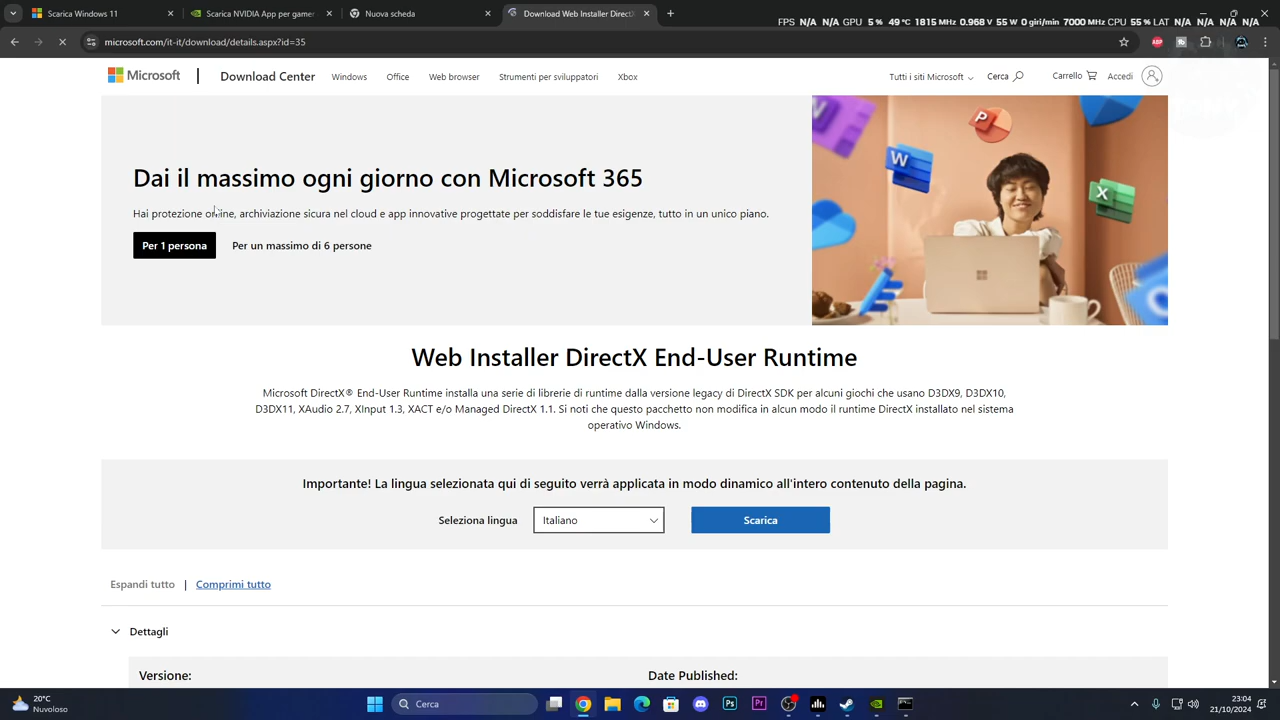 Scarica Windows 11
Scarica NVIDIA App per gamer
Nuova scheda
Download Web Installer DirectX
FPS N/A N/A GPU 5 % 49 °C 1815 MHz 0.968 V 55 W 0 giri/min 7000 MHz CPU 55 % LAT N/A N/A N/A N/A
microsoft.com/it-it/download/details.aspx?id=35
ABP
Microsoft
Download Center
Windows
Office
Web browser
Strumenti per sviluppatori
Xbox
Tutti i siti Microsoft
Cerca
Carrello
Accedi
Dai il massimo ogni giorno con Microsoft 365
Hai protezione online, archiviazione sicura nel cloud e app innovative progettate per soddisfare le tue esigenze, tutto in un unico piano.
Per 1 persona
Per un massimo di 6 persone
W
P
W
X
Web Installer DirectX End-User Runtime
Microsoft DirectX® End-User Runtime installa una serie di librerie di runtime dalla versione legacy di DirectX SDK per alcuni giochi che usano D3DX9, D3DX10,
D3DX11, XAudio 2.7, XInput 1.3, XACT e/o Managed DirectX 1.1. Si noti che questo pacchetto non modifica in alcun modo il runtime DirectX installato nel sistema
operativo Windows.
Importante! La lingua selezionata qui di seguito verrà applicata in modo dinamico all'intero contenuto della pagina.
Seleziona lingua
Italiano
Scarica
Espandi tutto | Comprimi tutto
Dettagli
Versione:
Date Published:
20°C
Nuvoloso
Cerca
Ps
Pr
23:04
21/10/2024